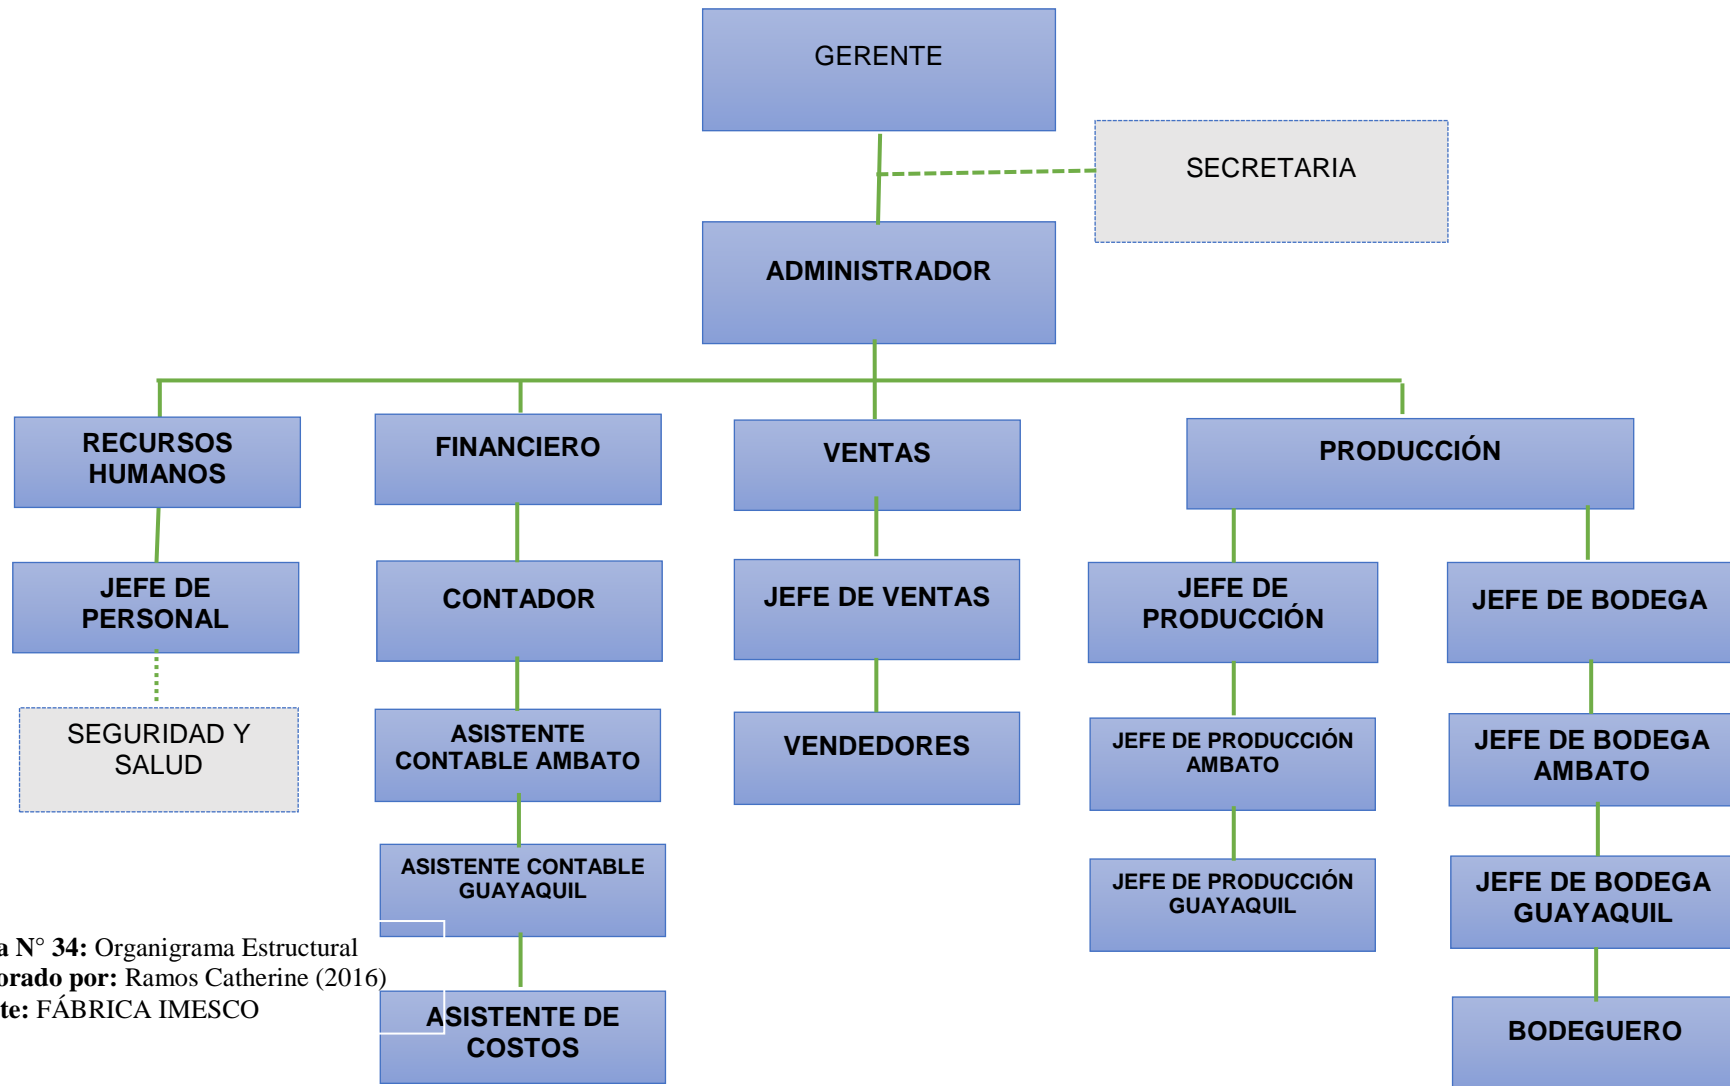 GERENTE
SECRETARIA
ADMINISTRADOR
RECURSOS
HUMANOS
FINANCIERO
VENTAS
PRODUCCIÓN
JEFE DE
PERSONAL
CONTADOR
JEFE DE VENTAS
JEFE DE
PRODUCCIÓN
JEFE DE BODEGA
SEGURIDAD Y
SALUD
ASISTENTE
CONTABLE AMBATO
VENDEDORES
JEFE DE PRODUCCIÓN
AMBATO
JEFE DE BODEGA
AMBATO
ASISTENTE CONTABLE
GUAYAQUIL
JEFE DE PRODUCCIÓN
GUAYAQUIL
JEFE DE BODEGA
GUAYAQUIL
ASISTENTE DE
COSTOS
BODEGUERO
a N° 34: Organigrama Estructural
orado por: Ramos Catherine (2016)
te: FÁBRICA IMESCO